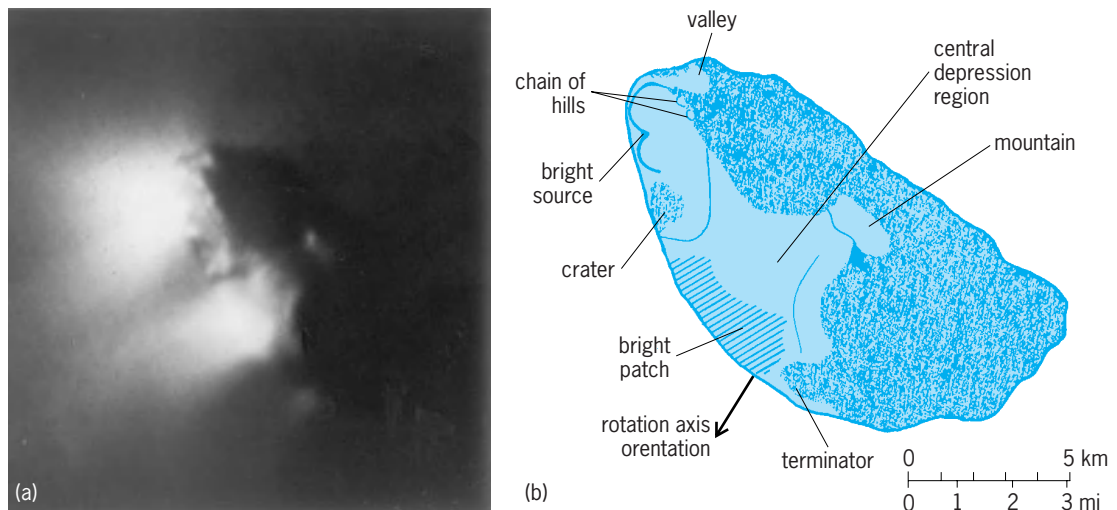 (a)
valley
chain of
hills
bright
source
crater
bright
patch
rotation axis
orentation
terminator
central
depression
region
mountain
(b)
0 5 km
0 1 2 3 mi